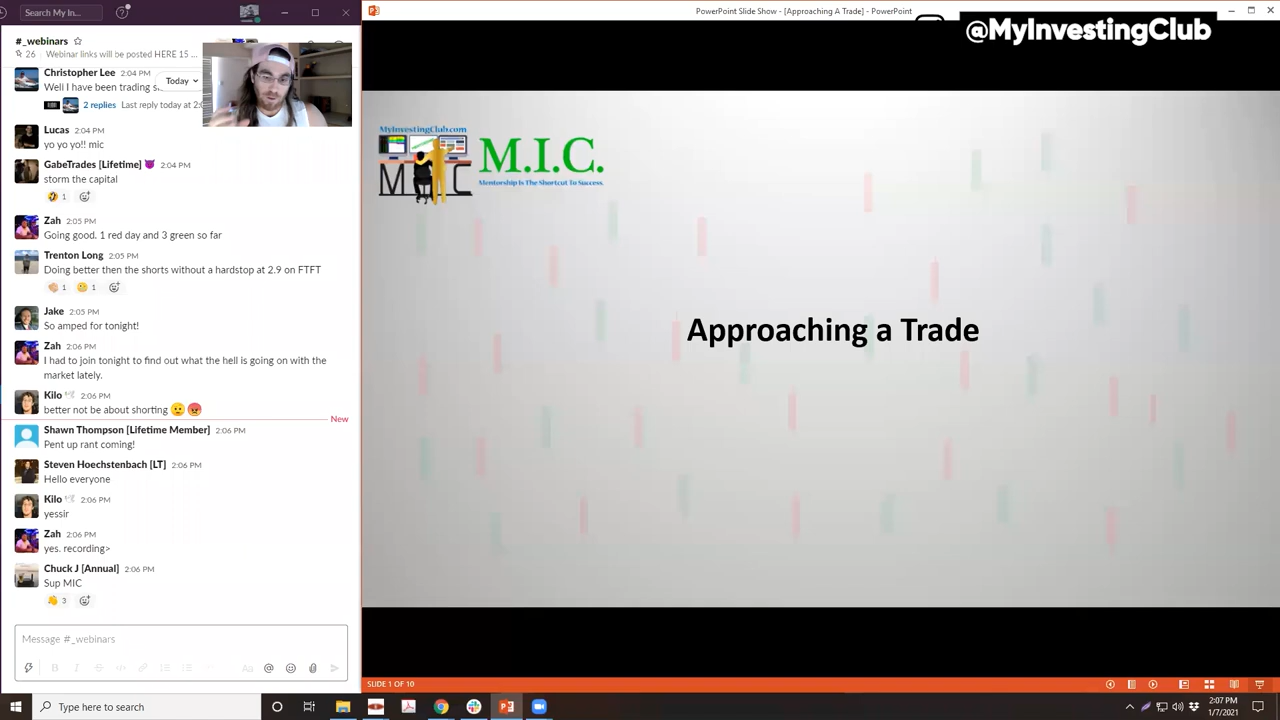 Search M.I.C...
PowerPoint Slide Show - [Approaching A Trade] - PowerPoint
@MyInvestingClub
#_webinars
26 Webinar links will be posted HERE 15 ...
Christopher Lee 2:04 PM
Today
Well I have been trading
2 replies Last reply today at
Lucas 2:04 PM
yo yo yo!! mic
GabeTrades [Lifetime] 😈 2:04 PM
storm the capital
1
Zah 2:05 PM
Going good. 1 red day and 3 green so far
Trenton Long 2:05 PM
Doing better then the shorts without a hardstop at 2.9 on FTFT
1 1
Jake 2:05 PM
So amped for tonight!
Zah 2:06 PM
I had to join tonight to find out what the hell is going on with the
market lately.
Kilo 2:06 PM
better not be about shorting
New
Shawn Thompson [Lifetime Member] 2:06 PM
Pent up rant coming!
Steven Hoechstenbach [LT] 2:06 PM
Hello everyone
Kilo 2:06 PM
yessir
Zah 2:06 PM
yes. recording>
Chuck J [Annual] 2:06 PM
Sup MIC
3
Message #_webinars
B I S
Aa @
MyInvestingClub.com
MIC
M.I.C.
Mentorship Is The Shortcut To Success.
Approaching a Trade
SLIDE 1 OF 10
Type here to search
2:07 PM
1/7/2021